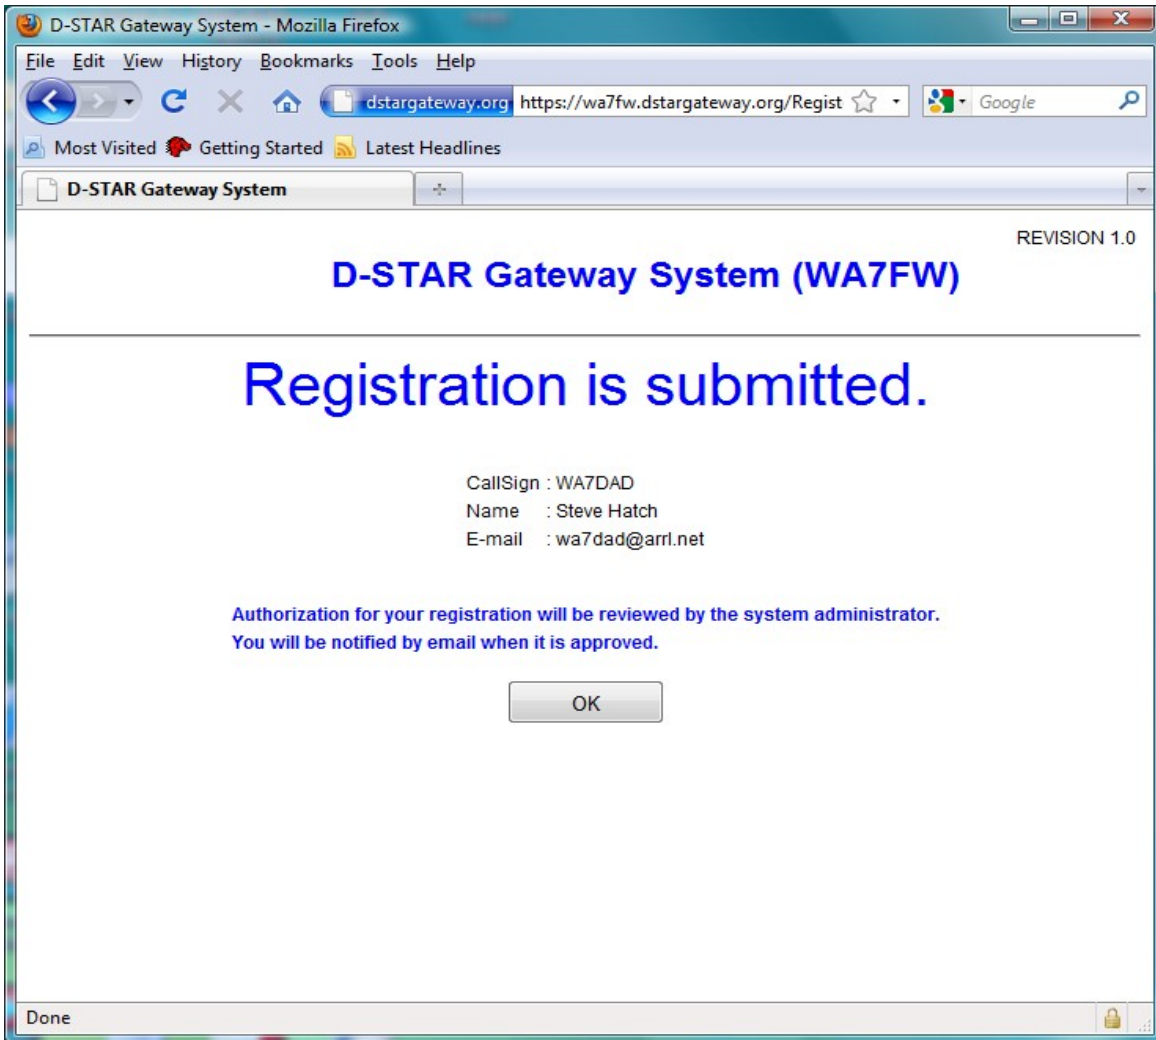 D-STAR Gateway System - Mozilla Firefox
File Edit View History Bookmarks Tools Help
dstargateway.org https://wa7fw.dstargateway.org/Regist Google
Most Visited Getting Started Latest Headlines
D-STAR Gateway System
REVISION 1.0
D-STAR Gateway System (WA7FW)
Registration is submitted.
CallSign : WA7DAD
Name : Steve Hatch
E-mail : wa7dad@arrl.net
Authorization for your registration will be reviewed by the system administrator.
You will be notified by email when it is approved.
OK
Done